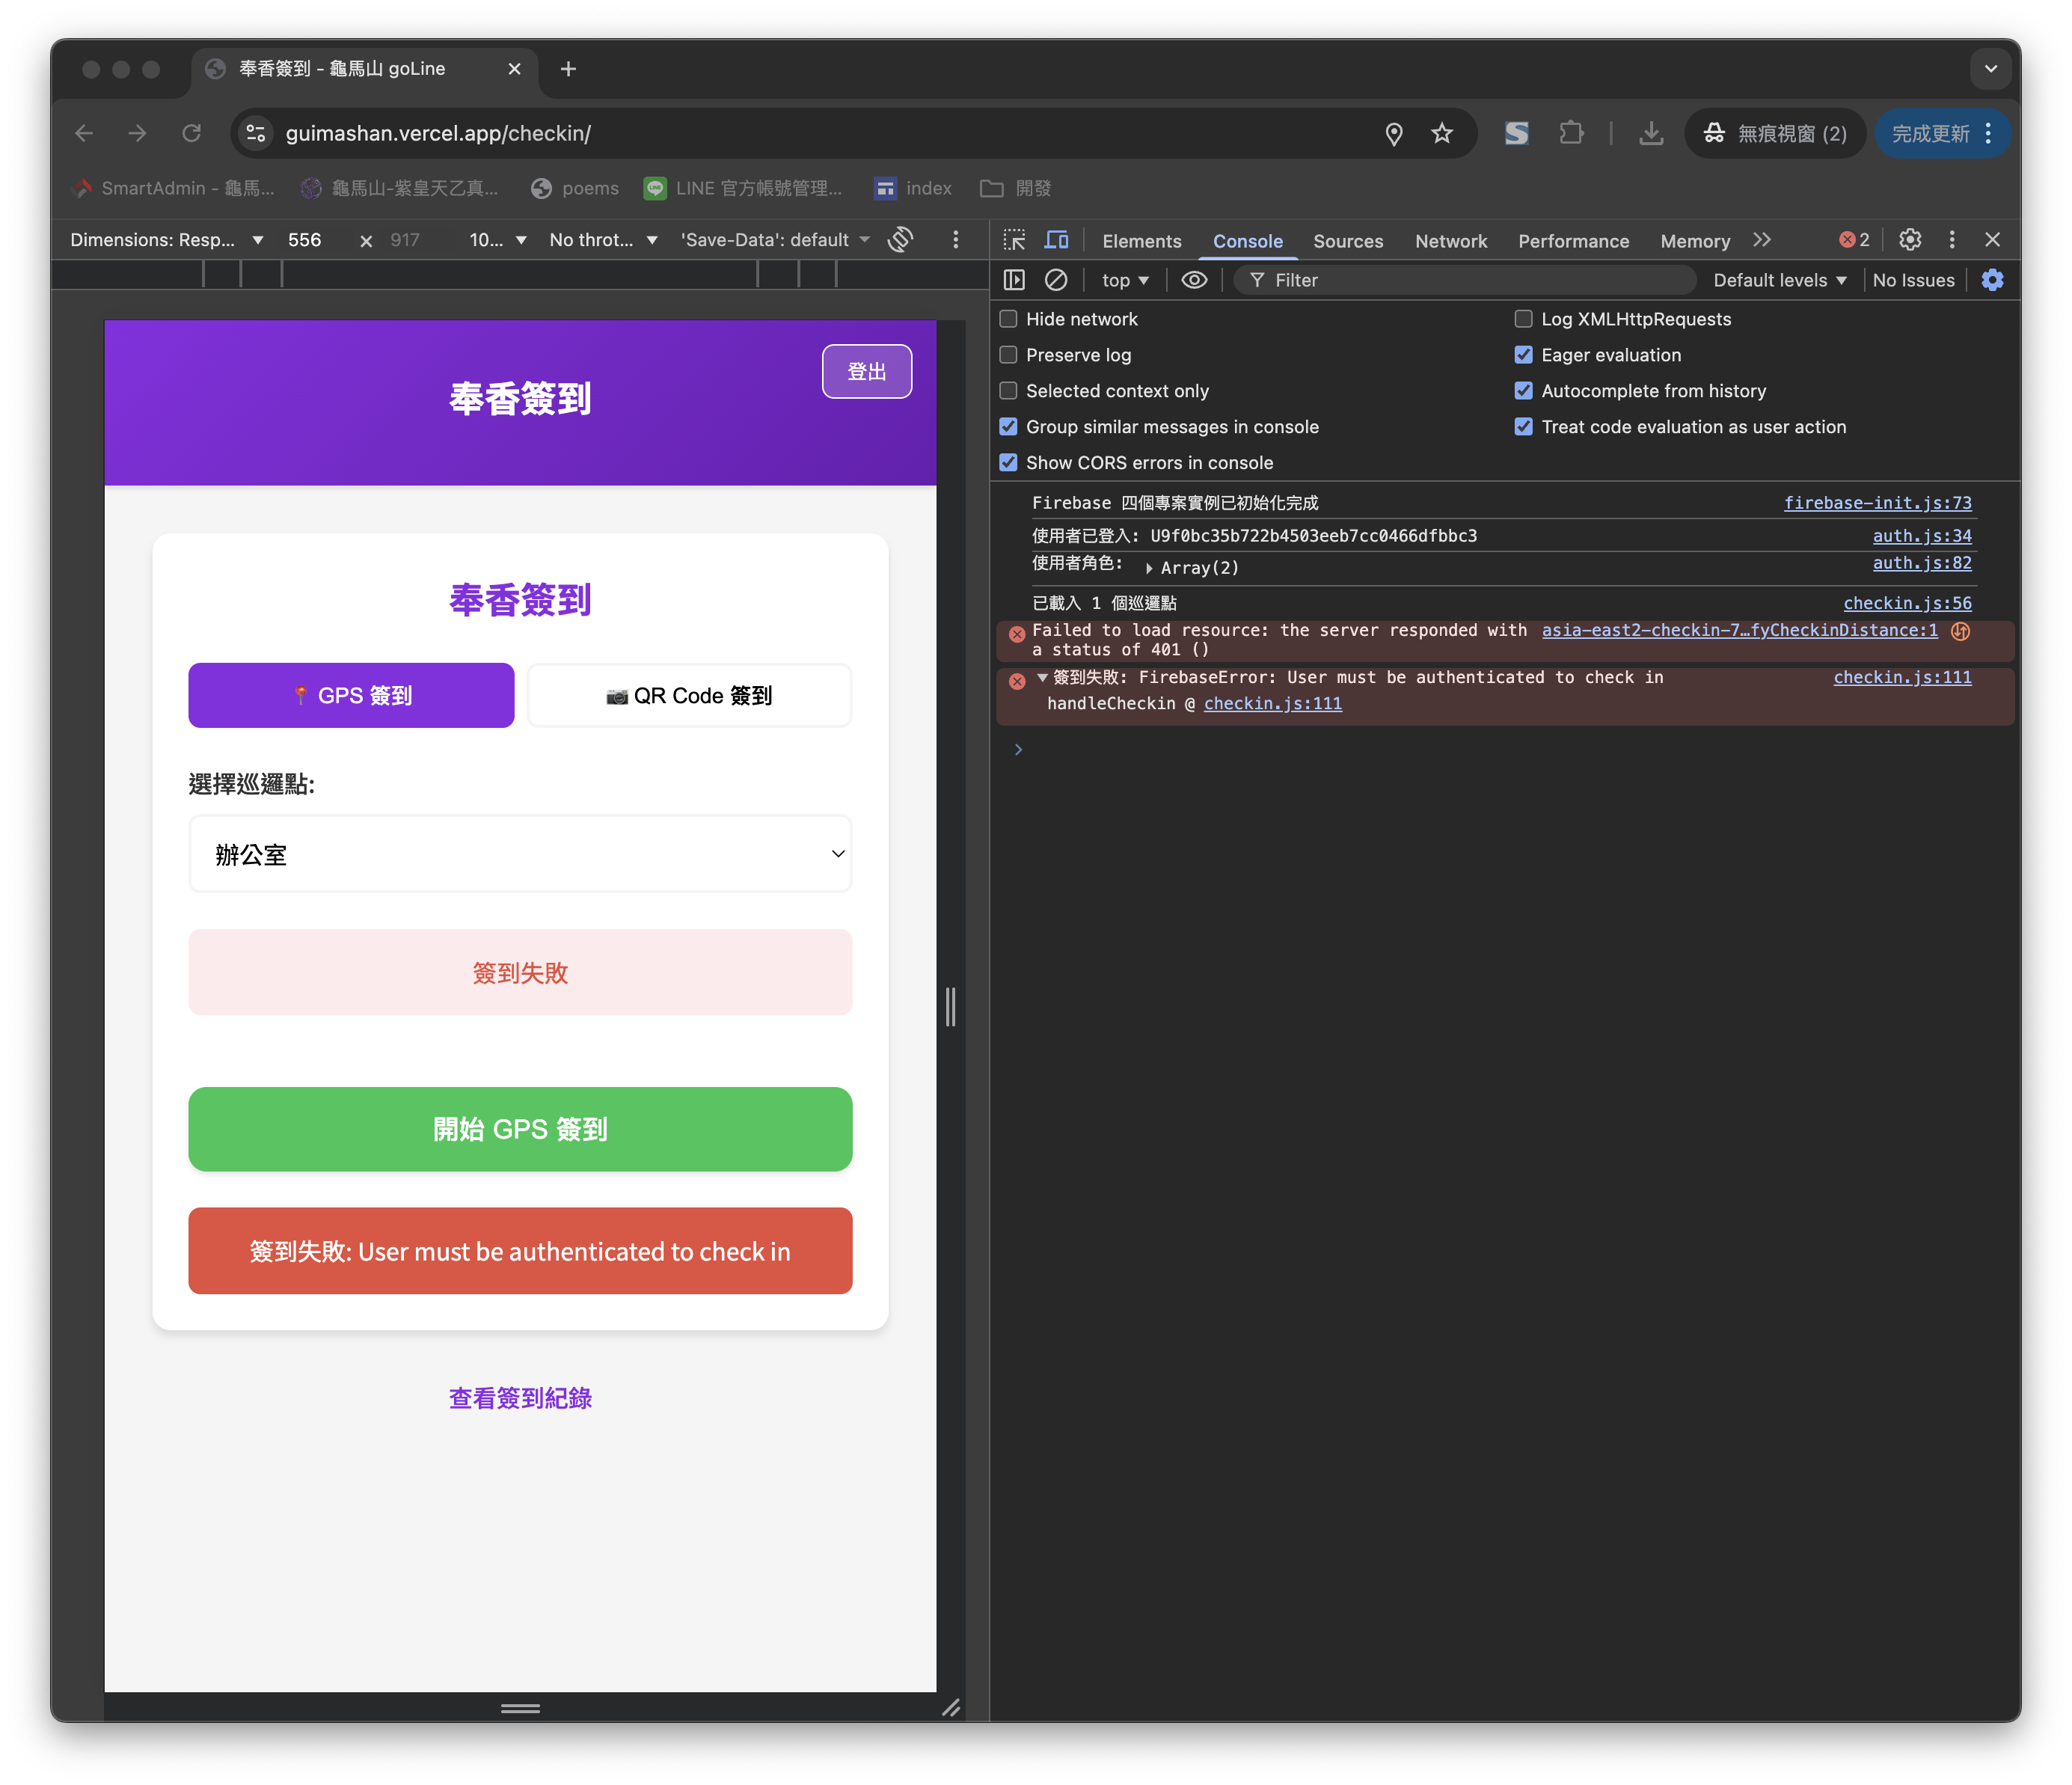 奉香簽到 - 龜馬山 goLine
guimashan.vercel.app/checkin/
無痕視窗 (2)
完成更新
SmartAdmin - 龜馬...
龜馬山-紫皇天乙真...
poems
LINE 官方帳號管理...
index
開發
Dimensions: Resp...
556
×
917
10...
No throt...
'Save-Data': default
Elements
Console
Sources
Network
Performance
Memory
2
top
Filter
Default levels
No Issues
Hide network
Log XMLHttpRequests
Preserve log
Eager evaluation
Selected context only
Autocomplete from history
Group similar messages in console
Treat code evaluation as user action
Show CORS errors in console
Firebase 四個專案實例已初始化完成
firebase-init.js:73
使用者已登入: U9f0bc35b722b4503eeb7cc0466dfbbc3
auth.js:34
使用者角色: Array(2)
auth.js:82
已載入 1 個巡邏點
checkin.js:56
Failed to load resource: the server responded with
a status of 401 ()
asia-east2-checkin-7…fyCheckinDistance:1
簽到失敗: FirebaseError: User must be authenticated to check in
checkin.js:111
handleCheckin @ checkin.js:111
奉香簽到
登出
奉香簽到
GPS 簽到
QR Code 簽到
選擇巡邏點:
辦公室
簽到失敗
開始 GPS 簽到
簽到失敗: User must be authenticated to check in
查看簽到紀錄